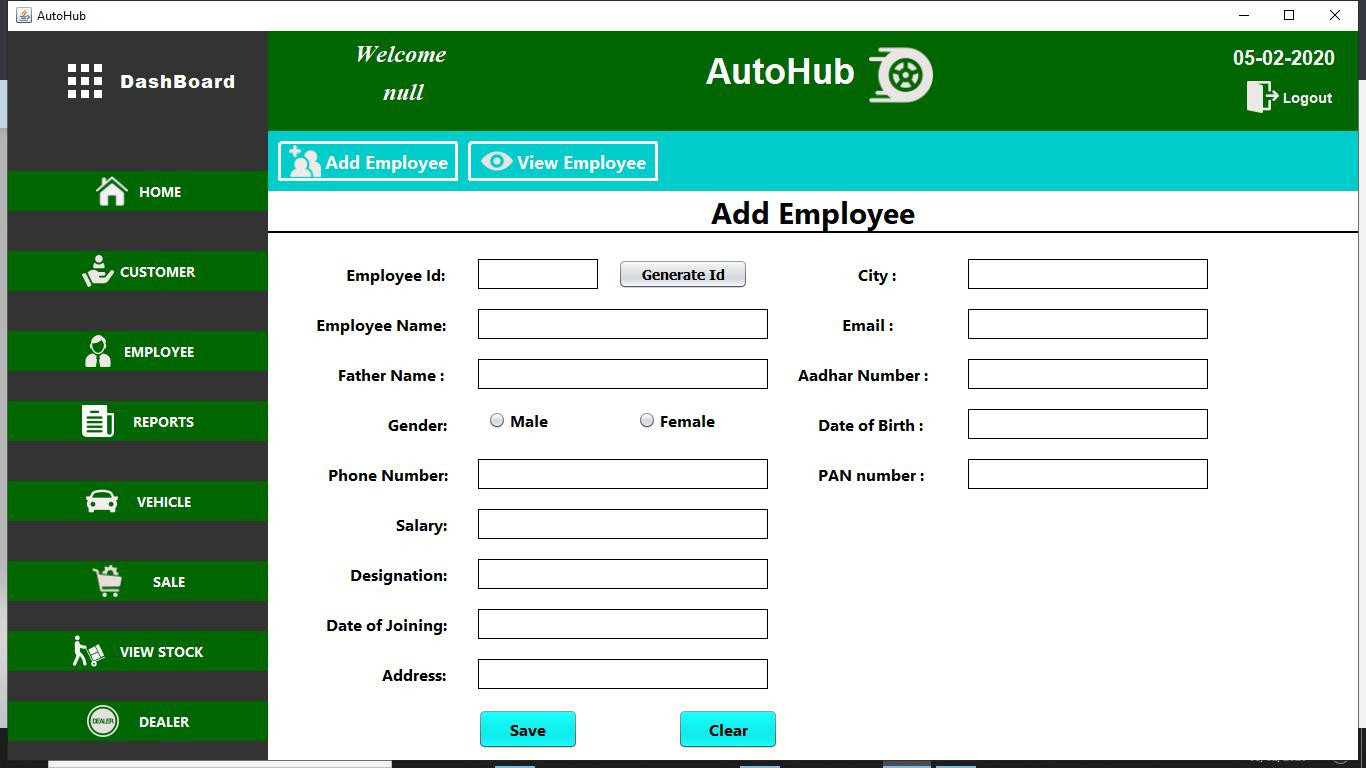 AutoHub
DashBoard
Welcome
null
AutoHub
05-02-2020
Logout
Add Employee
View Employee
HOME
CUSTOMER
EMPLOYEE
REPORTS
VEHICLE
SALE
VIEW STOCK
DEALER
DEALER
Add Employee
Employee Id:
Generate Id
City :
Employee Name:
Email :
Father Name :
Aadhar Number :
Gender:
Male
Female
Date of Birth :
Phone Number:
PAN number :
Salary:
Designation:
Date of Joining:
Address:
Save
Clear